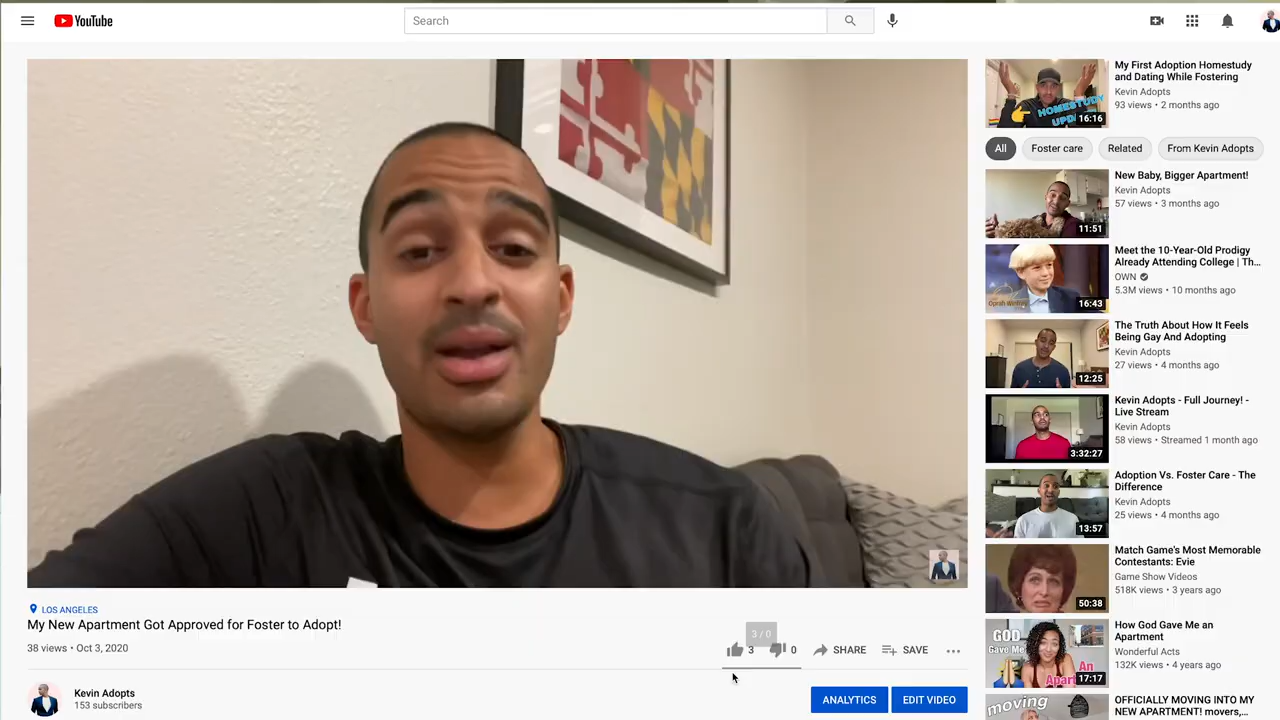 YouTube
Search
My First Adoption Homestudy
and Dating While Fostering
Kevin Adopts
93 views • 2 months ago
HOMESTUDY
16:16
All
Foster care
Related
From Kevin Adopts
New Baby, Bigger Apartment!
Kevin Adopts
57 views • 3 months ago
11:51
Meet the 10-Year-Old Prodigy
Already Attending College | Th...
OWN
5.3M views • 10 months ago
Oprah Winfrey
16:43
The Truth About How It Feels
Being Gay And Adopting
Kevin Adopts
27 views • 4 months ago
12:25
Kevin Adopts - Full Journey! -
Live Stream
Kevin Adopts
58 views • Streamed 1 month ago
3:32:27
Adoption Vs. Foster Care - The
Difference
Kevin Adopts
25 views • 4 months ago
13:57
Match Game's Most Memorable
Contestants: Evie
Game Show Videos
518K views • 3 years ago
50:38
How God Gave Me an
Apartment
Wonderful Acts
132K views • 4 years ago
GOD
Gave Me
An
17:17
OFFICIALLY MOVING INTO MY
NEW APARTMENT! movers,...
moving
LOS ANGELES
My New Apartment Got Approved for Foster to Adopt!
38 views • Oct 3, 2020
3 / 0
3
0
SHARE
SAVE
Kevin Adopts
153 subscribers
ANALYTICS
EDIT VIDEO